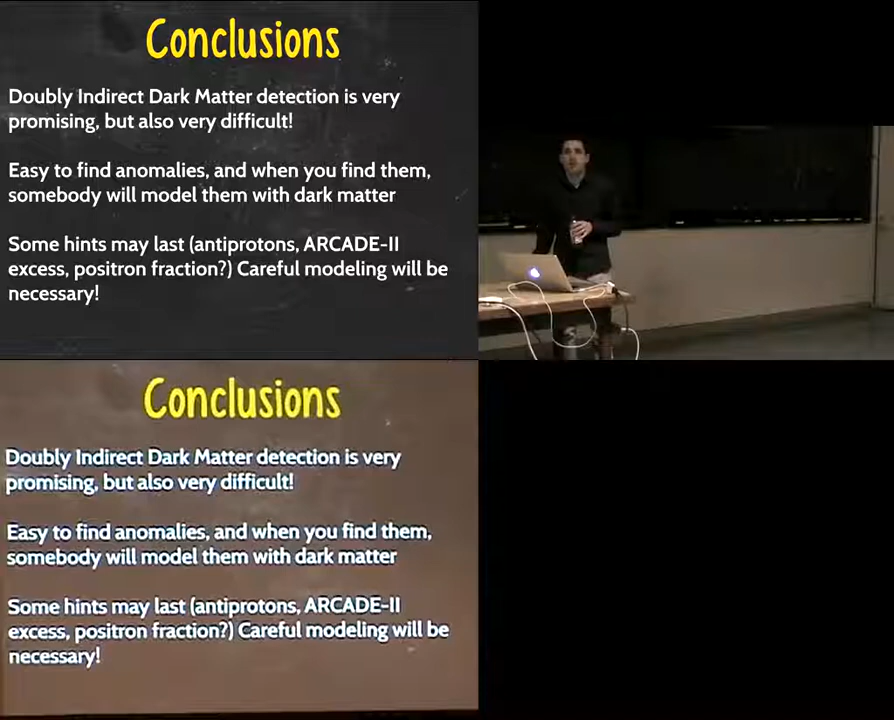 Conclusions
Doubly Indirect Dark Matter detection is very
promising, but also very difficult!
Easy to find anomalies, and when you find them,
somebody will model them with dark matter
Some hints may last (antiprotons, ARCADE-II
excess, positron fraction?) Careful modeling will be
necessary!
Conclusions
Doubly Indirect Dark Matter detection is very
promising, but also very difficult!
Easy to find anomalies, and when you find them,
somebody will model them with dark matter
Some hints may last (antiprotons, ARCADE-II
excess, positron fraction?) Careful modeling will be
necessary!